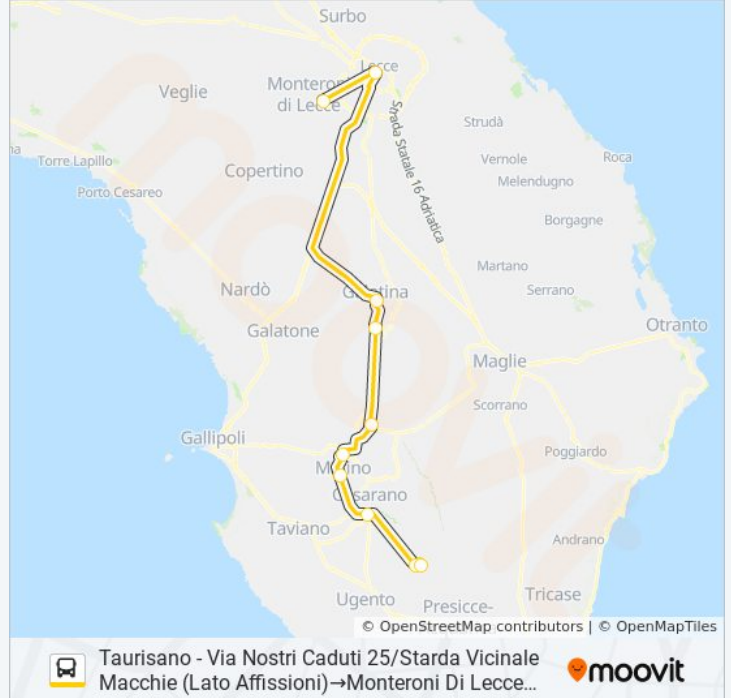 Surbo
Lecce
Monteroni
di Lecce
Veglie
Strada Statale 16 Adriatica
Strudà
Torre Lapillo
Vernole
Roca
Copertino
Melendugno
Porto Cesareo
Borgagne
Martano
Nardò
Galatina
Serrano
Galatone
Otranto
Maglie
Scorrano
Gallipoli
Poggiardo
Casarano
Taviano
Andrano
Ugento
Tricase
Presicce-
© OpenStreetMap contributors | © OpenMapTiles
Taurisano - Via Nostri Caduti 25/Starda Vicinale
Macchie (Lato Affissioni)→Monteroni Di Lecce...
moovit